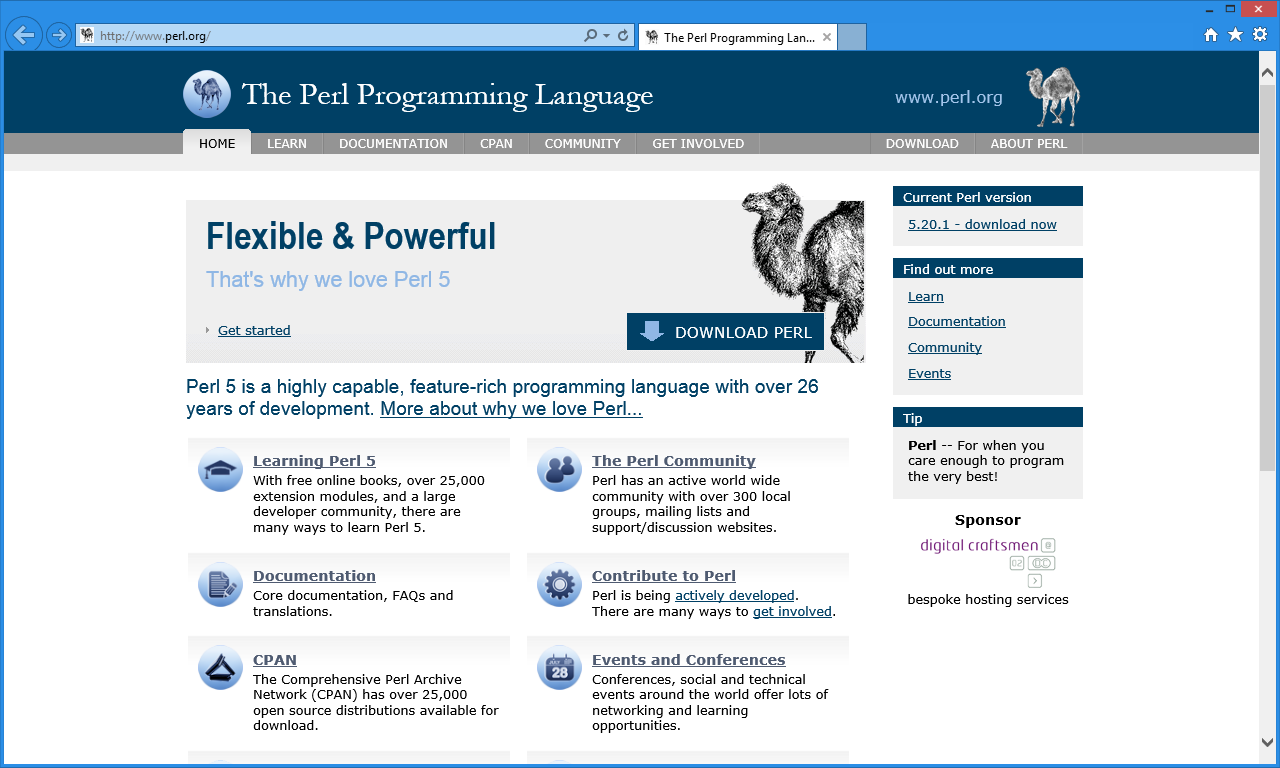 http://www.perl.org/
The Perl Programming Lan...
The Perl Programming Language
www.perl.org
HOME
LEARN
DOCUMENTATION
CPAN
COMMUNITY
GET INVOLVED
DOWNLOAD
ABOUT PERL
Flexible & Powerful
That's why we love Perl 5
Get started
DOWNLOAD PERL
Perl 5 is a highly capable, feature-rich programming language with over 26
years of development. More about why we love Perl...
Learning Perl 5
With free online books, over 25,000
extension modules, and a large
developer community, there are
many ways to learn Perl 5.
The Perl Community
Perl has an active world wide
community with over 300 local
groups, mailing lists and
support/discussion websites.
Documentation
Core documentation, FAQs and
translations.
Contribute to Perl
Perl is being actively developed.
There are many ways to get involved.
CPAN
The Comprehensive Perl Archive
Network (CPAN) has over 25,000
open source distributions available for
download.
28
Events and Conferences
Conferences, social and technical
events around the world offer lots of
networking and learning
opportunities.
Current Perl version
5.20.1 - download now
Find out more
Learn
Documentation
Community
Events
Tip
Perl -- For when you
care enough to program
the very best!
Sponsor
digital craftsmen
bespoke hosting services